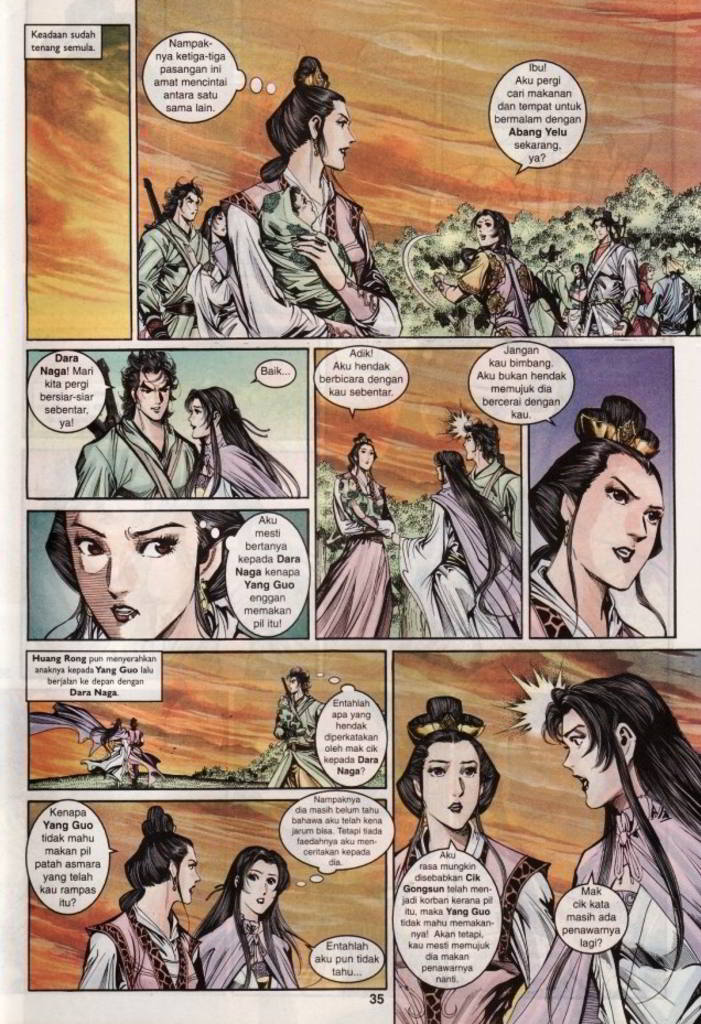 Keadaan sudah
tenang semula.
Nampak-
nya ketiga-tiga
pasangan ini
amat mencintai
antara satu
sama lain.
Ibu!
Aku pergi
cari makanan
dan tempat untuk
bermalam dengan
Abang Yelu
sekarang,
ya?
Dara
Naga! Mari
kita pergi
bersiar-siar
sebentar,
ya!
Baik...
Adik!
Aku hendak
berbicara dengan
kau sebentar.
Jangan
kau bimbang.
Aku bukan hendak
memujuk dia
bercerai dengan
kau.
Aku
mesti
bertanya
kepada Dara
Naga kenapa
Yang Guo
enggan
memakan
pil itu!
Huang Rong pun menyerahkan
anaknya kepada Yang Guo lalu
berjalan ke depan dengan
Dara Naga.
Entahlah
apa yang
hendak
diperkatakan
oleh mak cik
kepada Dara
Naga?
Kenapa
Yang Guo
tidak mahu
makan pil
patah asmara
yang telah
kau rampas
itu?
Nampaknya
dia masih belum tahu
bahawa aku telah kena
jarum bisa. Tetapi tiada
faedahnya aku men-
ceritakan kepada
dia.
Entahlah
aku pun tidak
tahu...
Aku
rasa mungkin
disebabkan Cik
Gongsun telah men-
jadi korban kerana pil
itu, maka Yang Guo
tidak mahu memakan-
nya! Akan tetapi,
kau mesti memujuk
dia makan
penawarnya
nanti.
Mak
cik kata
masih ada
penawarnya
lagi?
35